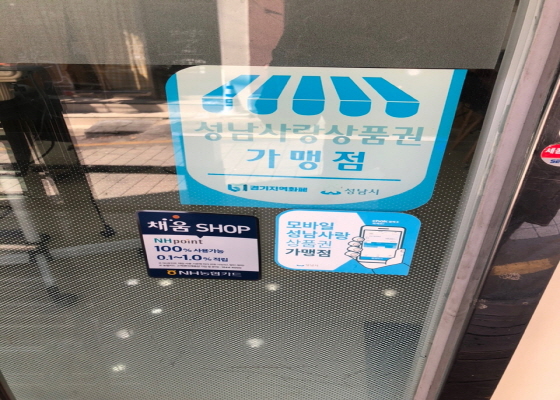 성남사랑상품권
가맹점
경기지역화폐
성남시
채움 SHOP
NHpoint
100% 사용가능
0.1~1.0% 적립
NH농협카드
모바일
성남사랑
상품권
가맹점